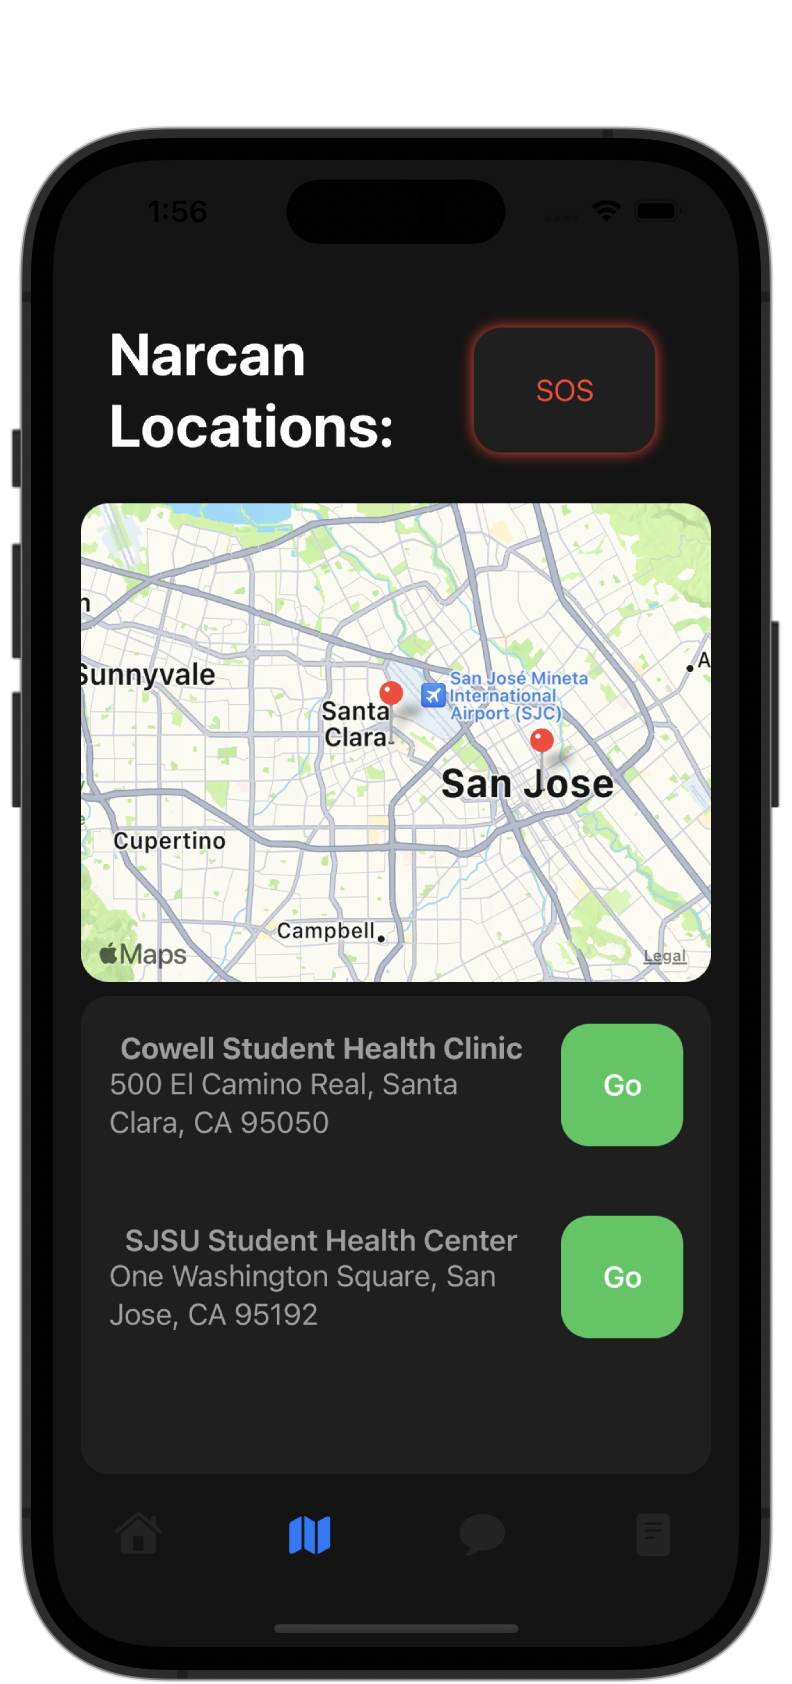 1:56
Narcan
Locations:
SOS
n
Sunnyvale
A
San José Mineta
International
Airport (SJC)
Santa
Clara
San Jose
Cupertino
Campbell
Maps
Legal
Cowell Student Health Clinic
500 El Camino Real, Santa
Clara, CA 95050
Go
SJSU Student Health Center
One Washington Square, San
Jose, CA 95192
Go